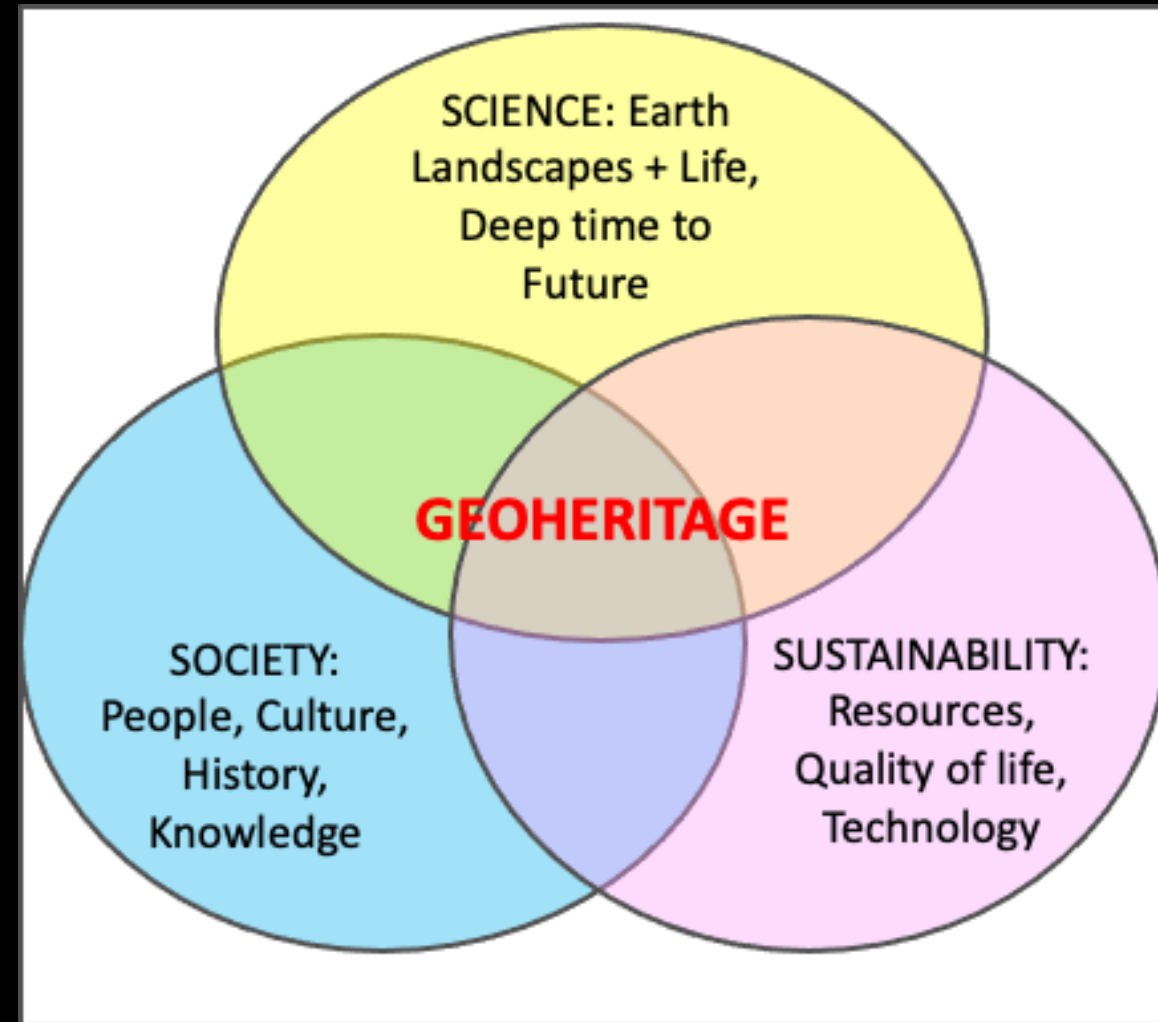 SCIENCE: Earth
Landscapes + Life,
Deep time to
Future
GEOHERITAGE
SOCIETY:
People, Culture,
History,
Knowledge
SUSTAINABILITY:
Resources,
Quality of life,
Technology